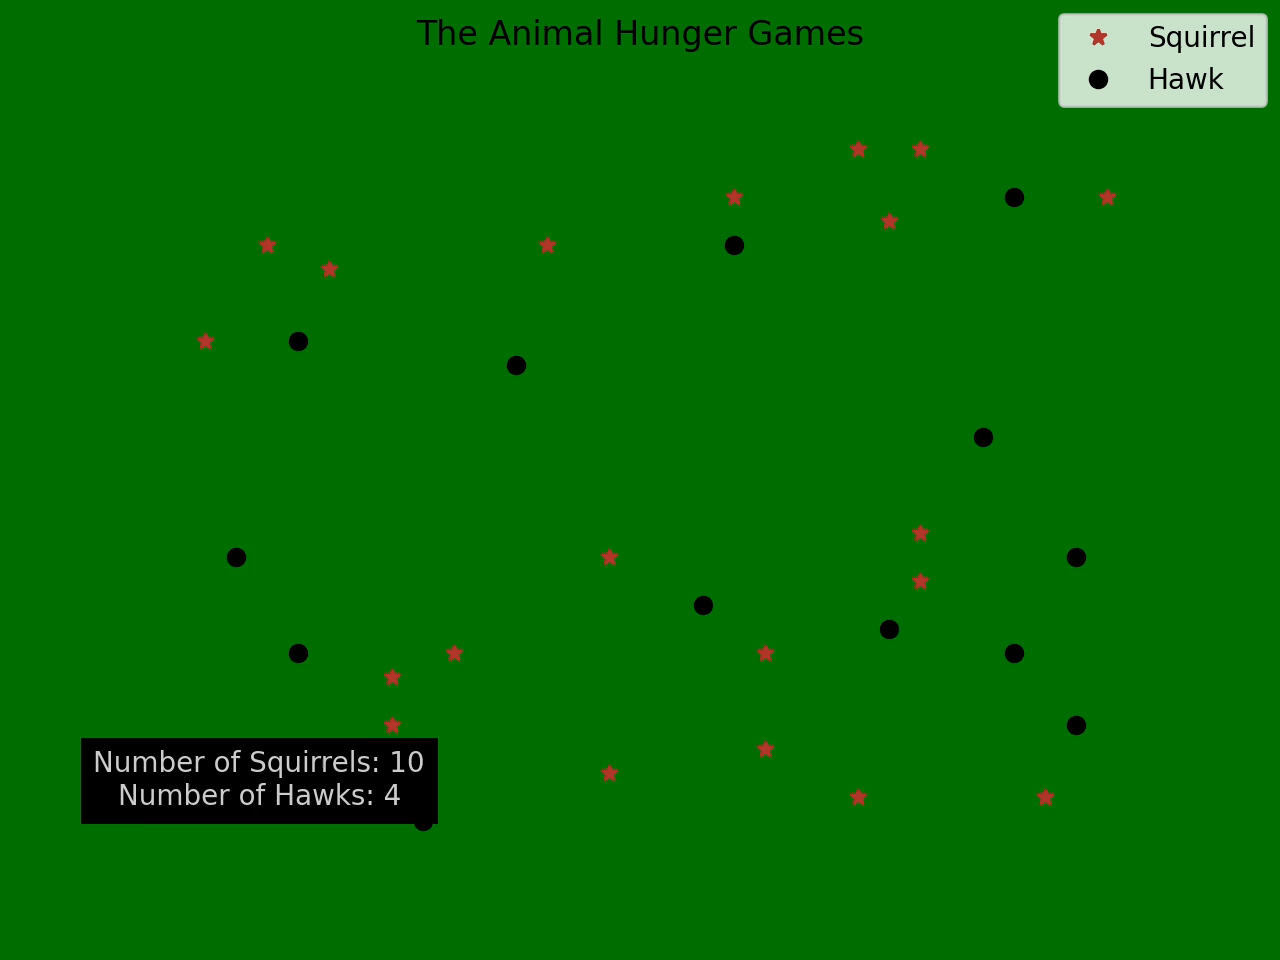 The Animal Hunger Games
Squirrel
Hawk
Number of Squirrels: 10
Number of Hawks: 4